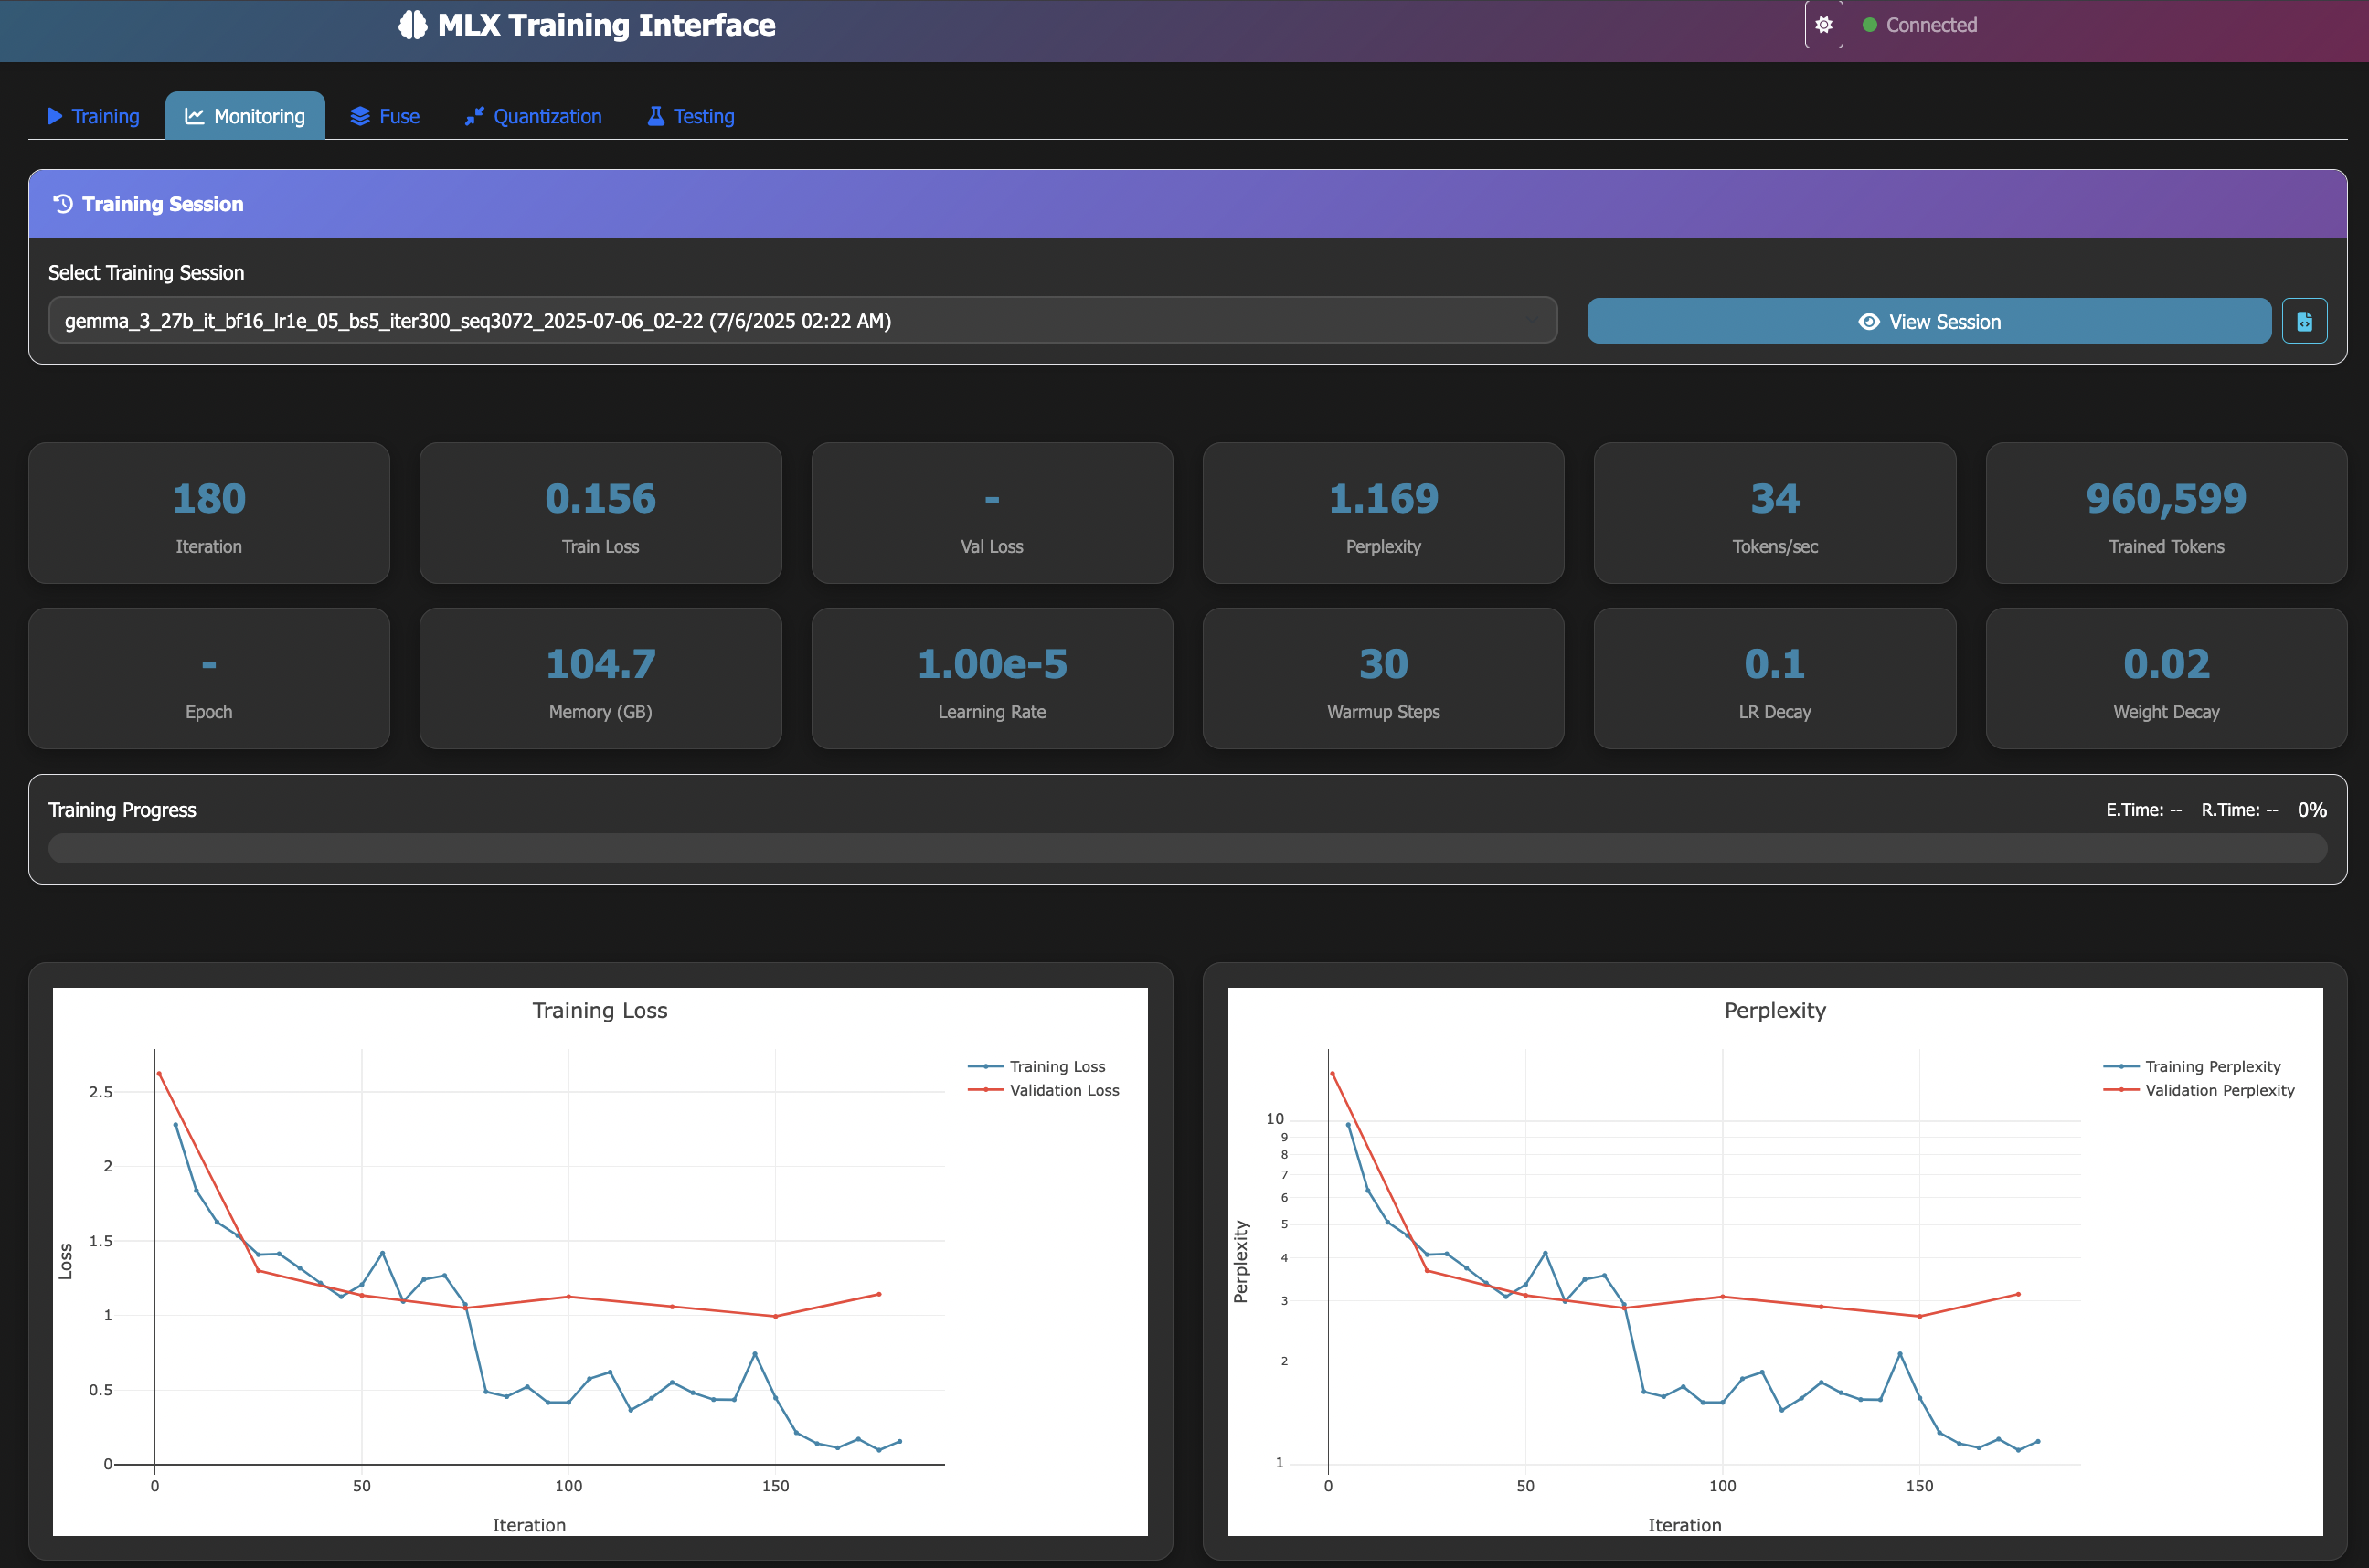 MLX Training Interface
Connected
Training
Monitoring
Fuse
Quantization
Testing
Training Session
Select Training Session
gemma_3_27b_it_bf16_lr1e_05_bs5_iter300_seq3072_2025-07-06_02-22 (7/6/2025 02:22 AM)
View Session
180
Iteration
0.156
Train Loss
-
Val Loss
1.169
Perplexity
34
Tokens/sec
960,599
Trained Tokens
-
Epoch
104.7
Memory (GB)
1.00e-5
Learning Rate
30
Warmup Steps
0.1
LR Decay
0.02
Weight Decay
Training Progress
E.Time: --
R.Time: --
0%
Training Loss
Training Loss
Validation Loss
2.5
2
1.5
1
0.5
0
Loss
0
50
100
150
Iteration
Perplexity
Training Perplexity
Validation Perplexity
10
9
8
7
6
5
4
3
2
1
Perplexity
0
50
100
150
Iteration